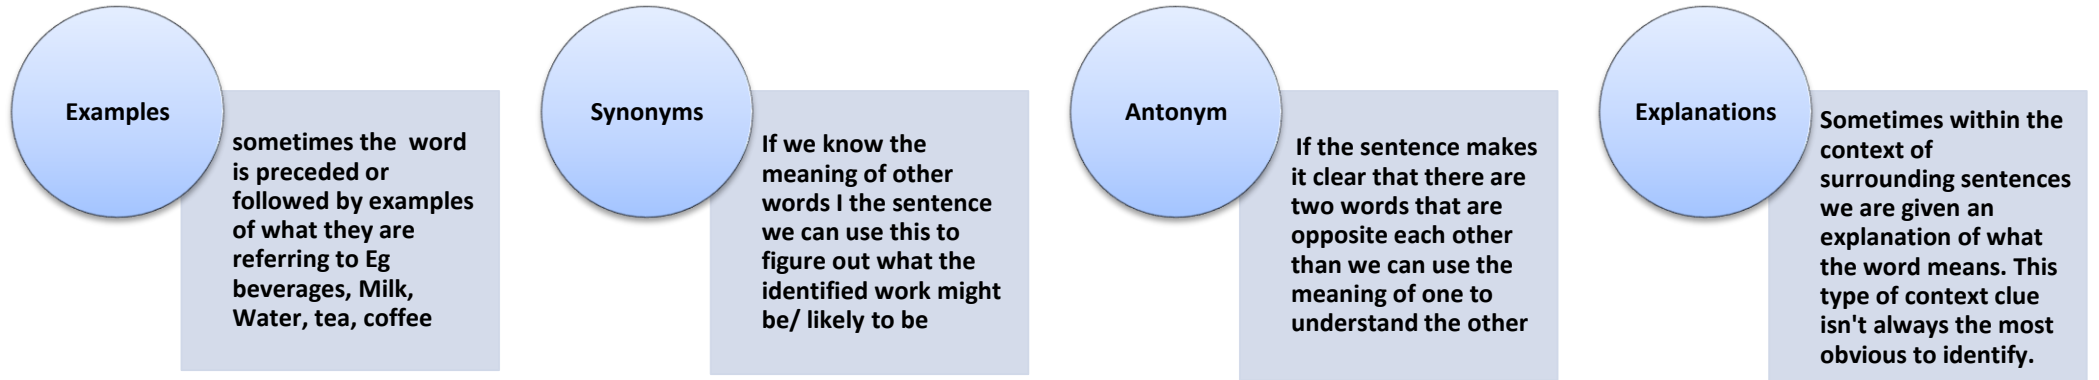 Examples
sometimes the  word
is preceded or
followed by examples
of what they are
referring to Eg
beverages, Milk,
Water, tea, coffee
Synonyms
If we know the
meaning of other
words I the sentence
we can use this to
figure out what the
identified work might
be/ likely to be
Antonym
If the sentence makes
it clear that there are
two words that are
opposite each other
than we can use the
meaning of one to
understand the other
Explanations
Sometimes within the
context of
surrounding sentences
we are given an
explanation of what
the word means. This
type of context clue
isn't always the most
obvious to identify.